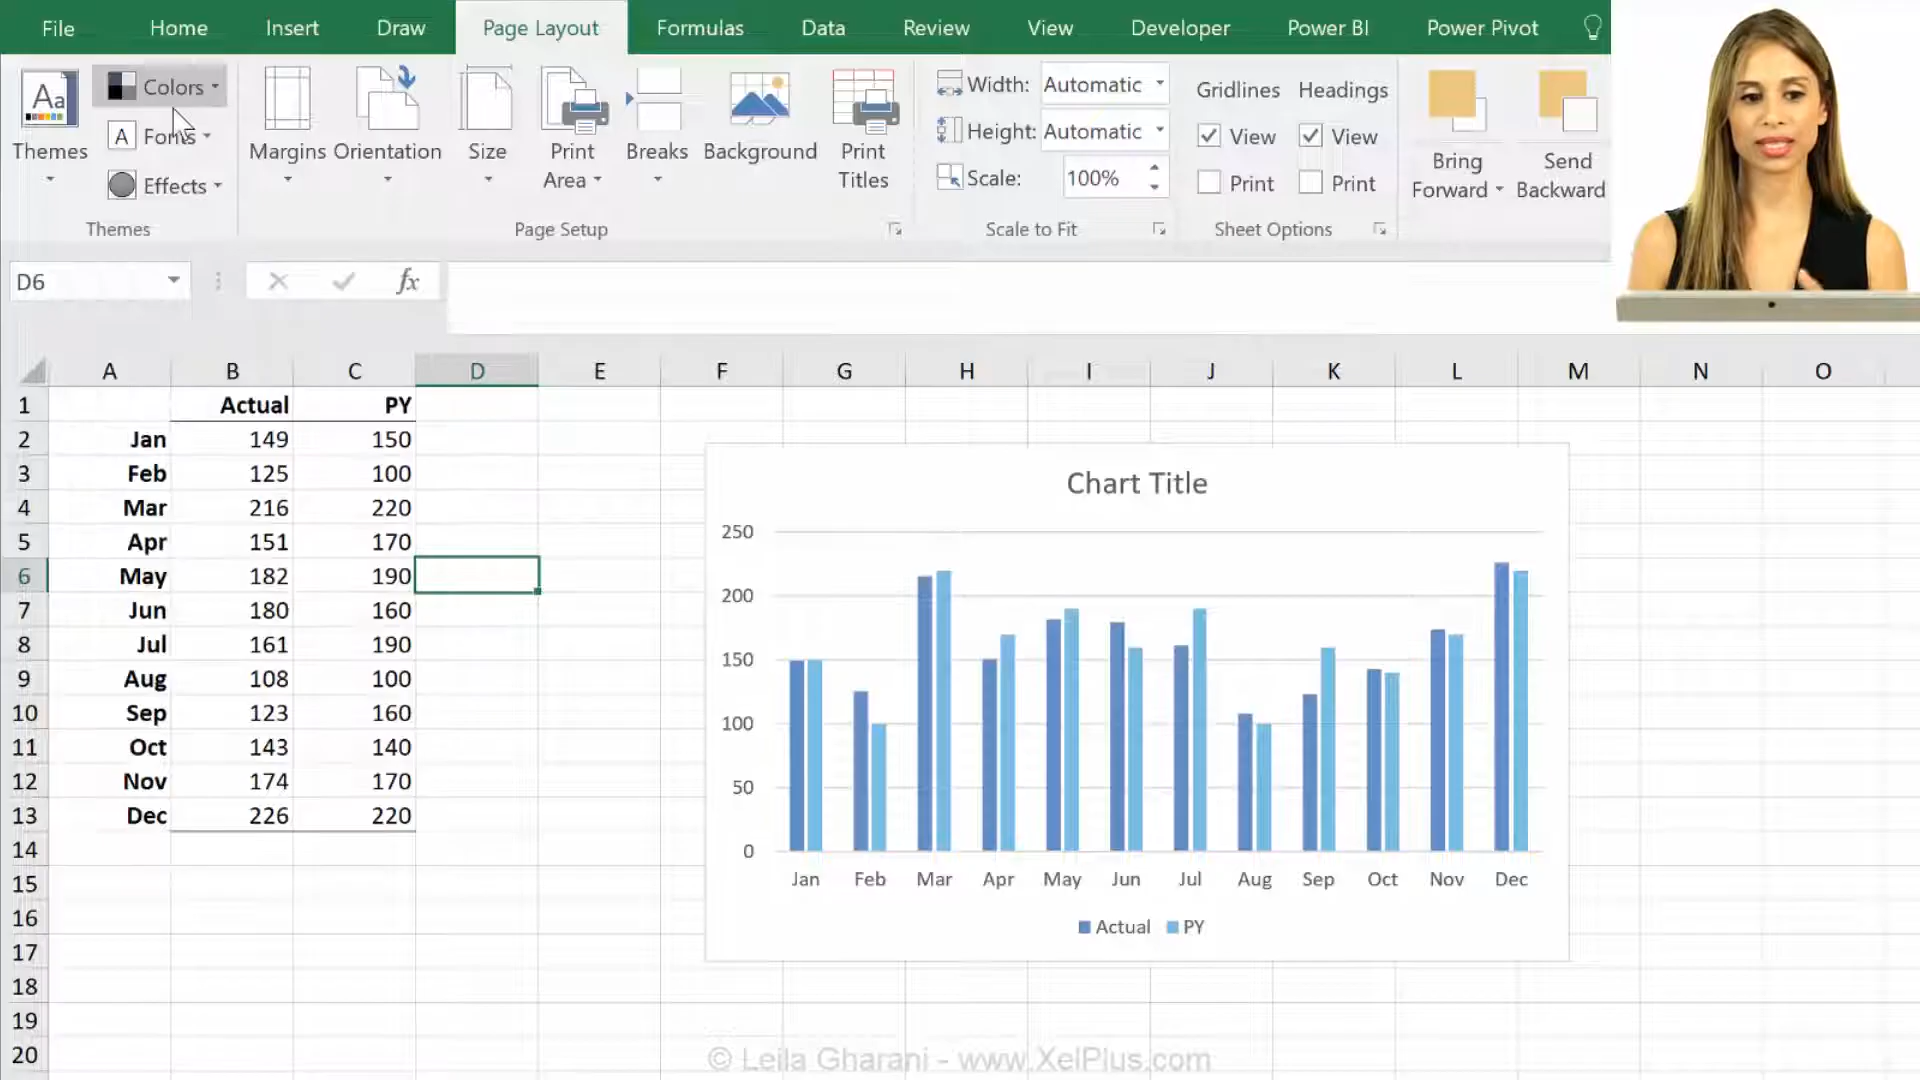 File Home Insert Draw Page Layout Formulas Data Review View Developer Power BI Power Pivot
Aa Colors
A Fonts
Effects
Themes
Themes
Margins Orientation Size Print Area Breaks Background Print Titles
Page Setup
Width: Automatic
Height: Automatic
Scale: 100%
Scale to Fit
Gridlines Headings
View View
Print Print
Sheet Options
Bring Forward Send Backward
D6 fx
A B C D E F G H I J K L M N O
1 Actual PY
2 Jan 149 150
3 Feb 125 100
4 Mar 216 220
5 Apr 151 170
6 May 182 190
7 Jun 180 160
8 Jul 161 190
9 Aug 108 100
10 Sep 123 160
11 Oct 143 140
12 Nov 174 170
13 Dec 226 220
14
15
16
17
18
19
20
Chart Title
250
200
150
100
50
0
Jan Feb Mar Apr May Jun Jul Aug Sep Oct Nov Dec
Actual PY
© Leila Gharani - www.XelPlus.com